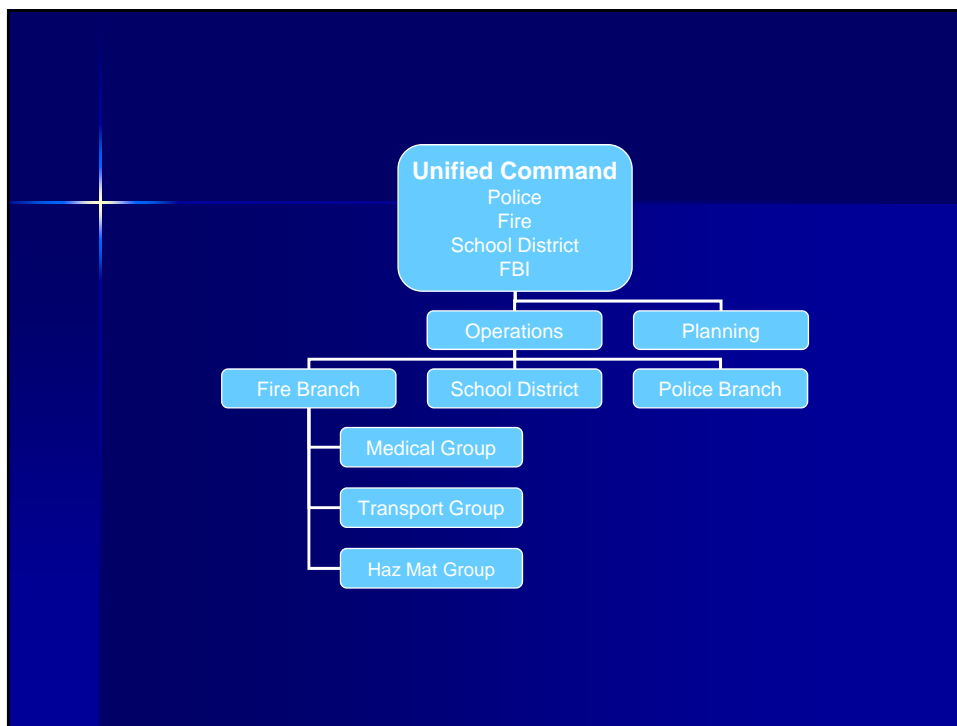 Unified Command
Police
Fire
School District
FBI
Operations
Planning
Fire Branch
School District
Police Branch
Medical Group
Transport Group
Haz Mat Group